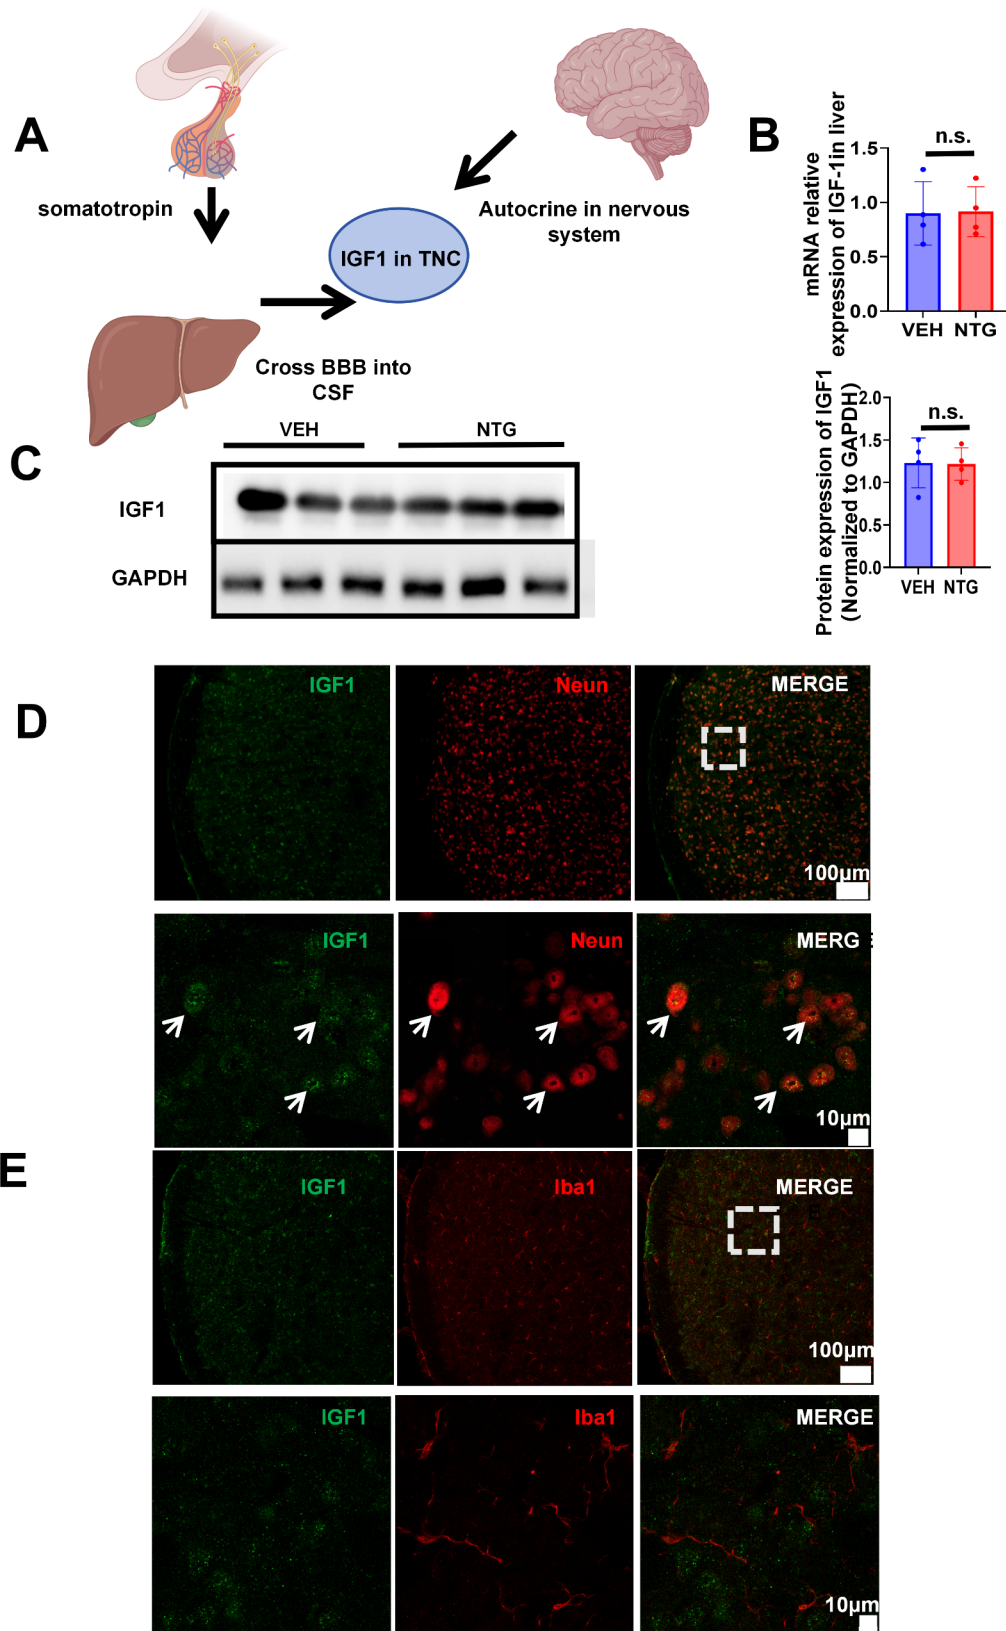 A
somatotropin
IGF1 in TNC
Autocrine in nervous
system
Cross BBB into
CSF
B
mRNA relative
expression of IGF-1in liver
n.s.
1.5
1.0
0.5
0.0
VEH NTG
Protein expression of IGF1
(Normalized to GAPDH)
n.s.
2.0
1.5
1.0
0.5
0.0
VEH NTG
C
VEH NTG
IGF1
GAPDH
D
IGF1 Neun MERGE
100μm
IGF1 Neun MERG
10μm
E
IGF1 Iba1 MERGE
100μm
IGF1 Iba1 MERGE
10μm